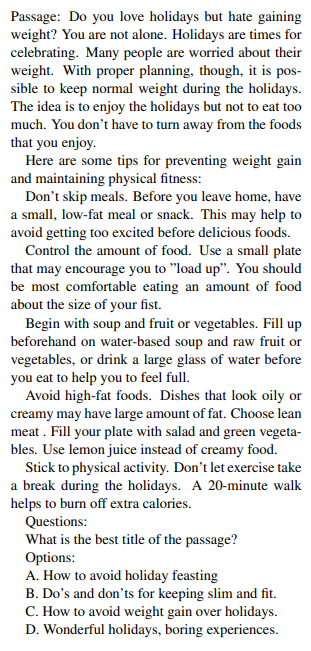 Passage: Do you love holidays but hate gaining
weight? You are not alone. Holidays are times for
celebrating. Many people are worried about their
weight. With proper planning, though, it is pos-
sible to keep normal weight during the holidays.
The idea is to enjoy the holidays but not to eat too
much. You don't have to turn away from the foods
that you enjoy.
Here are some tips for preventing weight gain
and maintaining physical fitness:
Don't skip meals. Before you leave home, have
a small, low-fat meal or snack. This may help to
avoid getting too excited before delicious foods.
Control the amount of food. Use a small plate
that may encourage you to ”load up”. You should
be most comfortable eating an amount of food
about the size of your fist.
Begin with soup and fruit or vegetables. Fill up
beforehand on water-based soup and raw fruit or
vegetables, or drink a large glass of water before
you eat to help you to feel full.
Avoid high-fat foods. Dishes that look oily or
creamy may have large amount of fat. Choose lean
meat . Fill your plate with salad and green vegeta-
bles. Use lemon juice instead of creamy food.
Stick to physical activity. Don't let exercise take
a break during the holidays. A 20-minute walk
helps to burn off extra calories.
Questions:
What is the best title of the passage?
Options:
A. How to avoid holiday feasting
B. Do's and don'ts for keeping slim and fit.
C. How to avoid weight gain over holidays.
D. Wonderful holidays, boring experiences.